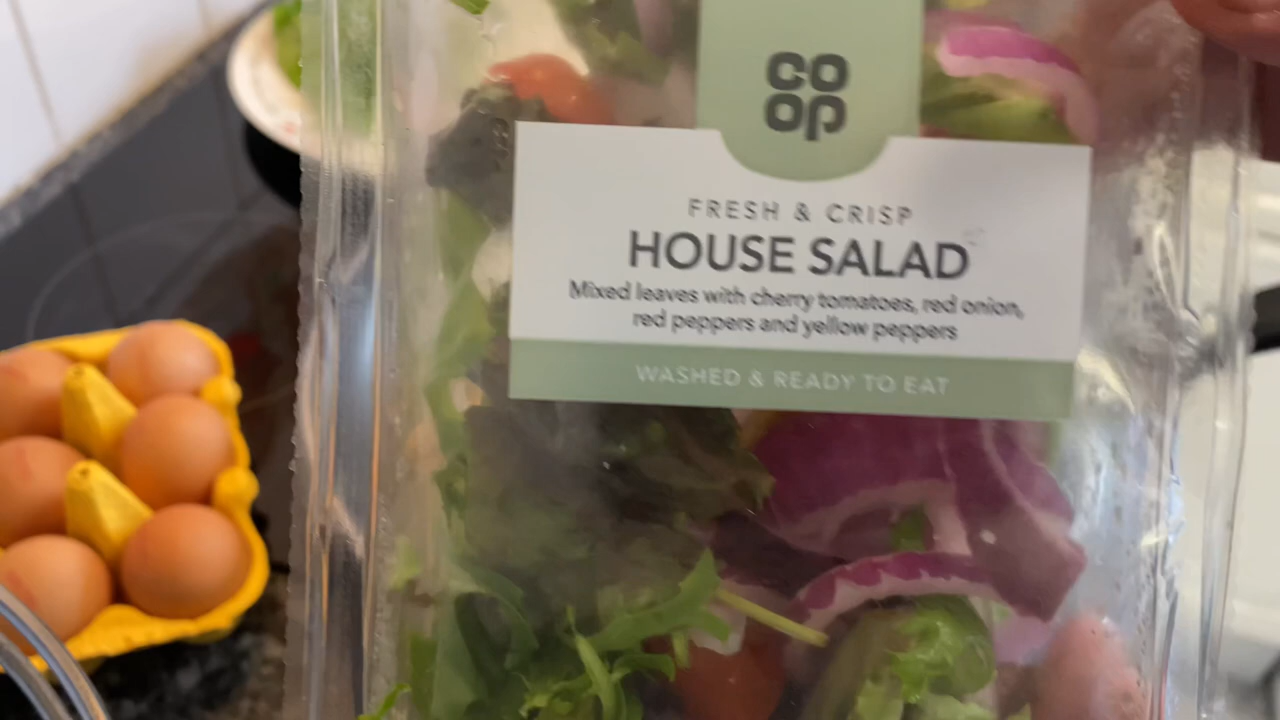 CO
OP
FRESH & CRISP
HOUSE SALAD
Mixed leaves with cherry tomatoes, red onion,
red peppers and yellow peppers
WASHED & READY TO EAT